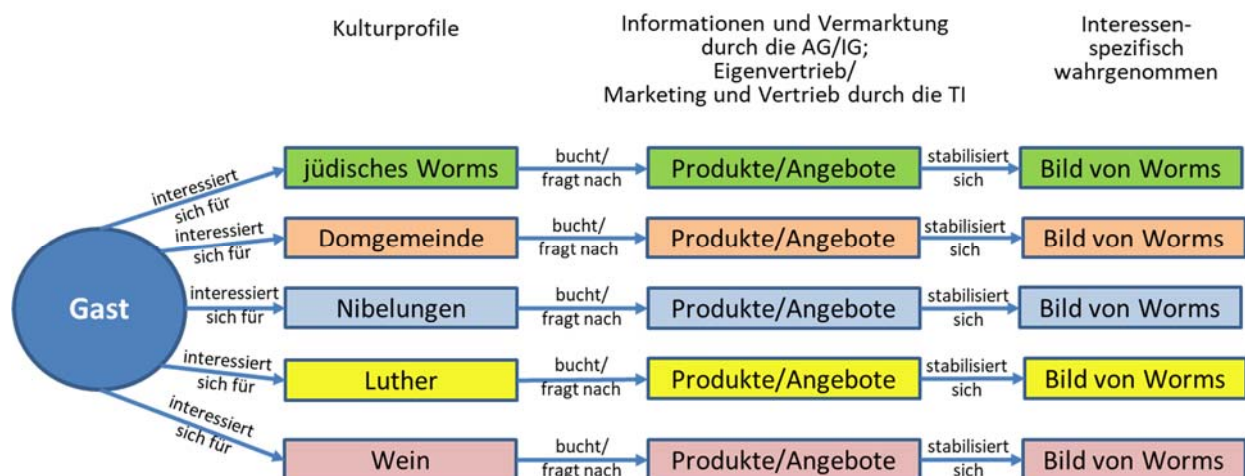 Kulturprofile
Informationen und Vermarktung
durch die AG/IG;
Eigenvertrieb/
Marketing und Vertrieb durch die TI
Interessen-
spezifisch
wahrgenommen
Gast
interessiert
sich für
jüdisches Worms
bucht/
fragt nach
Produkte/Angebote
stabilisiert
sich
Bild von Worms
interessiert
sich für
Domgemeinde
bucht/
fragt nach
Produkte/Angebote
stabilisiert
sich
Bild von Worms
interessiert
sich für
Nibelungen
bucht/
fragt nach
Produkte/Angebote
stabilisiert
sich
Bild von Worms
interessiert
sich für
Luther
bucht/
fragt nach
Produkte/Angebote
stabilisiert
sich
Bild von Worms
interessiert
sich für
Wein
bucht/
fragt nach
Produkte/Angebote
stabilisiert
sich
Bild von Worms